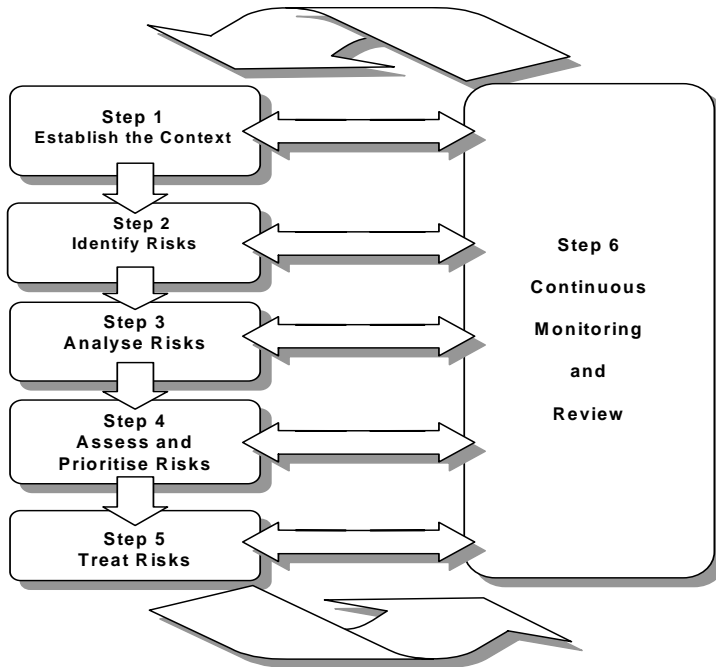 Step 1
Establish the Context
Step 2
Identify Risks
Step 3
Analyse Risks
Step 4
Assess and
Prioritise Risks
Step 5
Treat Risks
Step 6
Continuous
Monitoring
and
Review